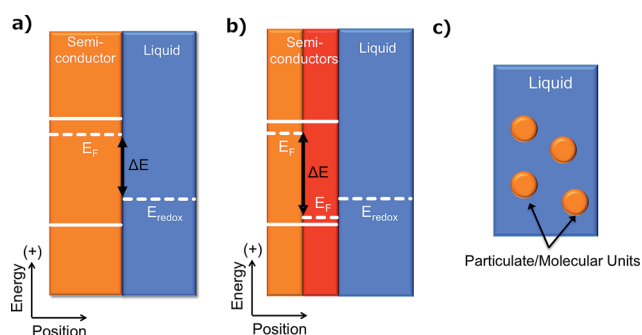 a)
Semi-
conductor
Liquid
E_F
ΔE
E_redox
Energy
(+)
Position
b)
Semi-
conductors
Liquid
E_F
ΔE
E_F
E_redox
Energy
(+)
Position
c)
Liquid
Particulate/Molecular Units